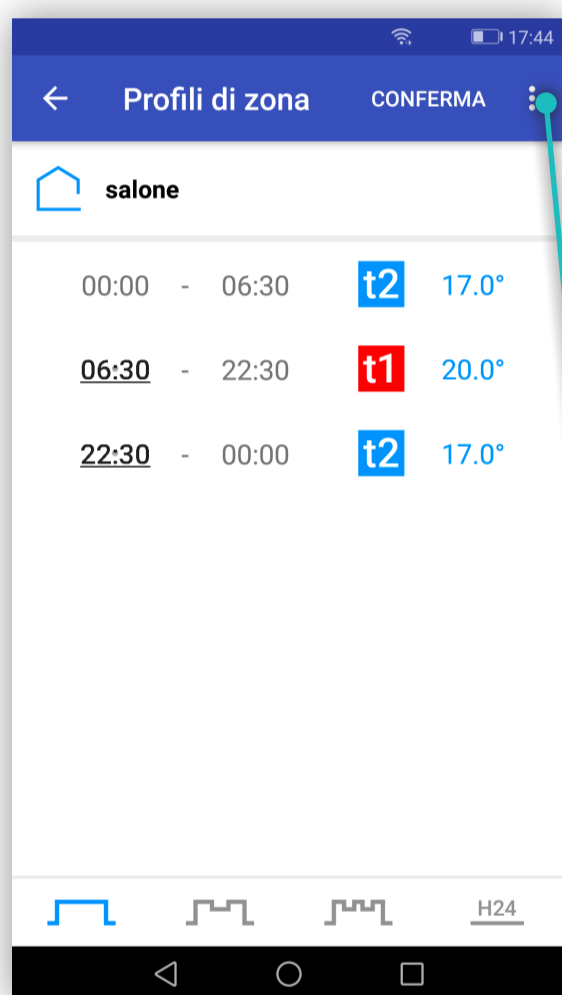 17:44
Profili di zona CONFERMA
salone
00:00 - 06:30 t2 17.0°
06:30 - 22:30 t1 20.0°
22:30 - 00:00 t2 17.0°
H24